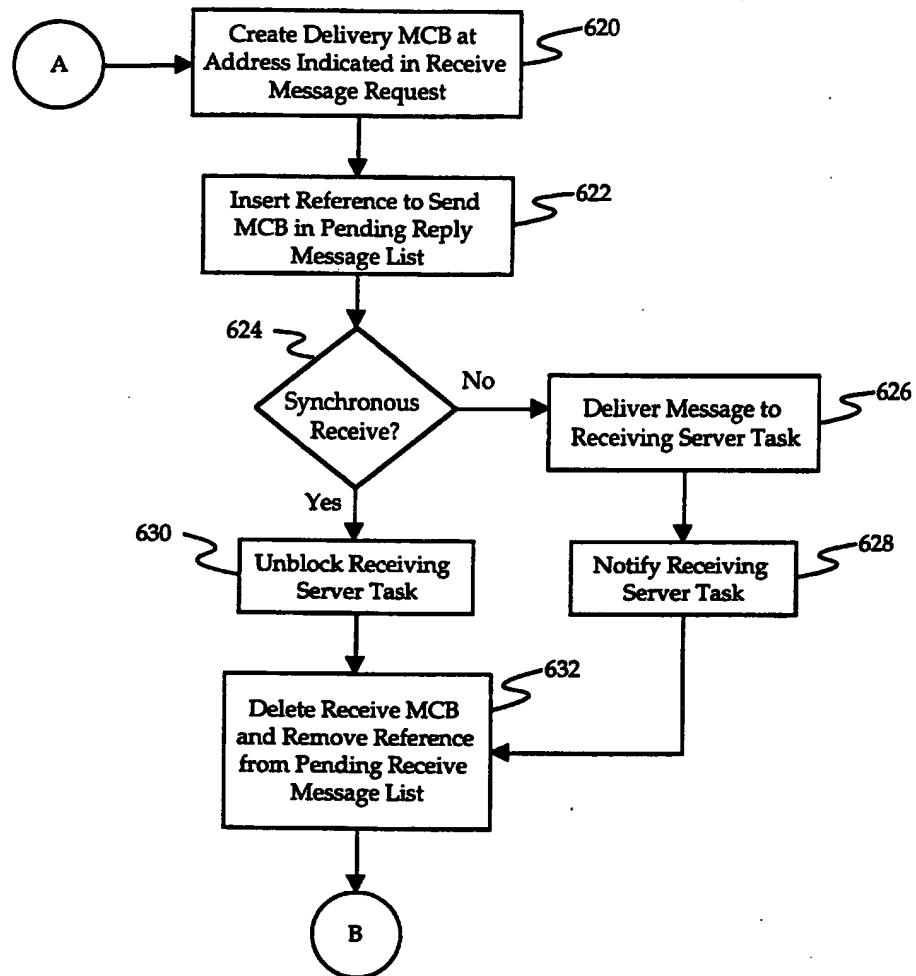 A
Create Delivery MCB at
Address Indicated in Receive
Message Request
620
Insert Reference to Send
MCB in Pending Reply
Message List
622
624
Synchronous
Receive?
No
Deliver Message to
Receiving Server Task
626
Yes
630
Unblock Receiving
Server Task
Notify Receiving
Server Task
628
632
Delete Receive MCB
and Remove Reference
from Pending Receive
Message List
B